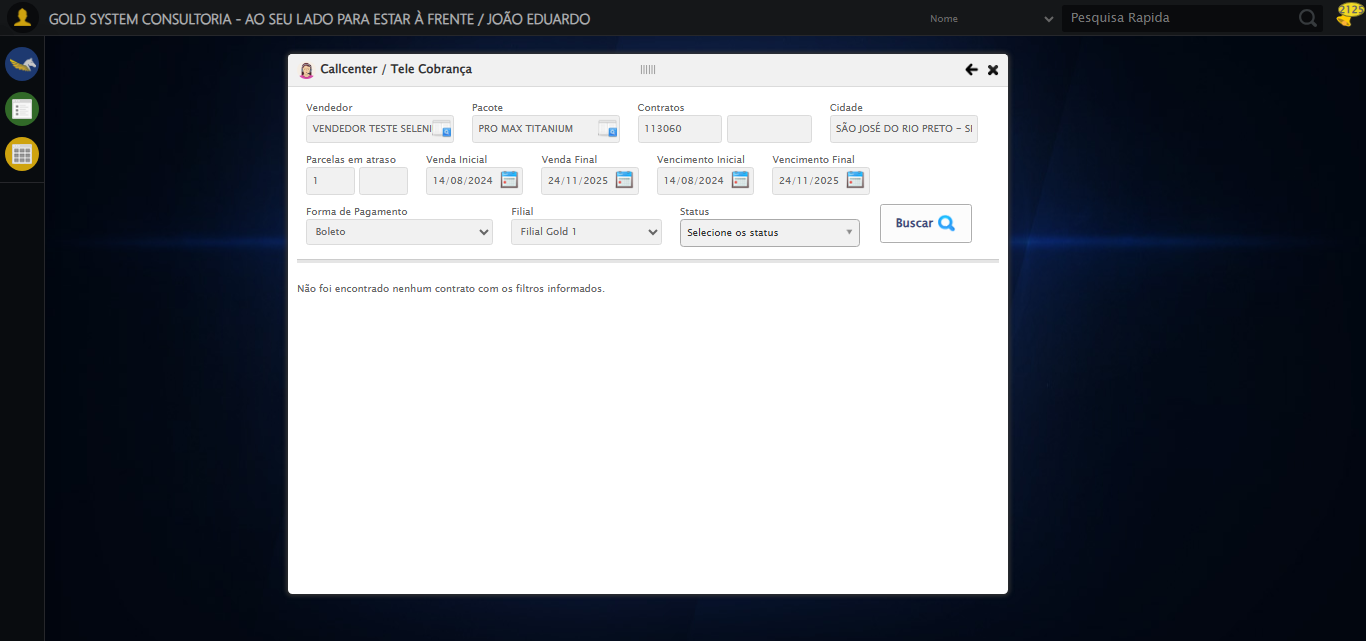 GOLD SYSTEM CONSULTORIA - AO SEU LADO PARA ESTAR À FRENTE / JOÃO EDUARDO
Nome
Pesquisa Rapida
2125
Callcenter / Tele Cobrança
Vendedor Pacote Contratos Cidade
VENDEDOR TESTE SELENI PRO MAX TITANIUM 113060 SÃO JOSÉ DO RIO PRETO - SI
Parcelas em atraso Venda Inicial Venda Final Vencimento Inicial Vencimento Final
1 14/08/2024 24/11/2025 14/08/2024 24/11/2025
Forma de Pagamento Filial Status
Boleto Filial Gold 1 Selecione os status Buscar
Não foi encontrado nenhum contrato com os filtros informados.